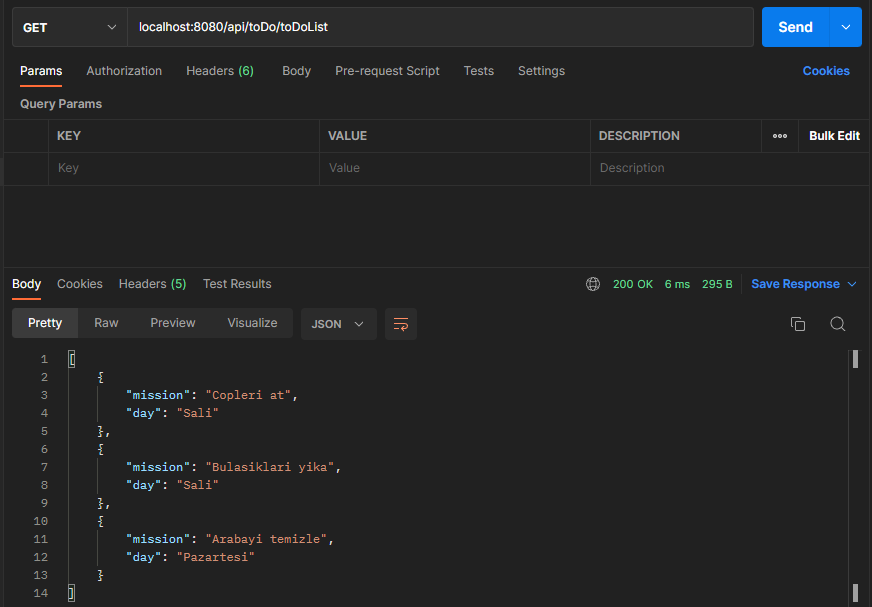 GET localhost:8080/api/toDo/toDoList Send
Params Authorization Headers (6) Body Pre-request Script Tests Settings Cookies
Query Params
KEY VALUE DESCRIPTION Bulk Edit
Key Value Description
Body Cookies Headers (5) Test Results 200 OK 6 ms 295 B Save Response
Pretty Raw Preview Visualize JSON
1 [
2 {
3 "mission": "Copleri at",
4 "day": "Sali"
5 },
6 {
7 "mission": "Bulasiklari yika",
8 "day": "Sali"
9 },
10 {
11 "mission": "Arabayi temizle",
12 "day": "Pazartesi"
13 }
14 ]